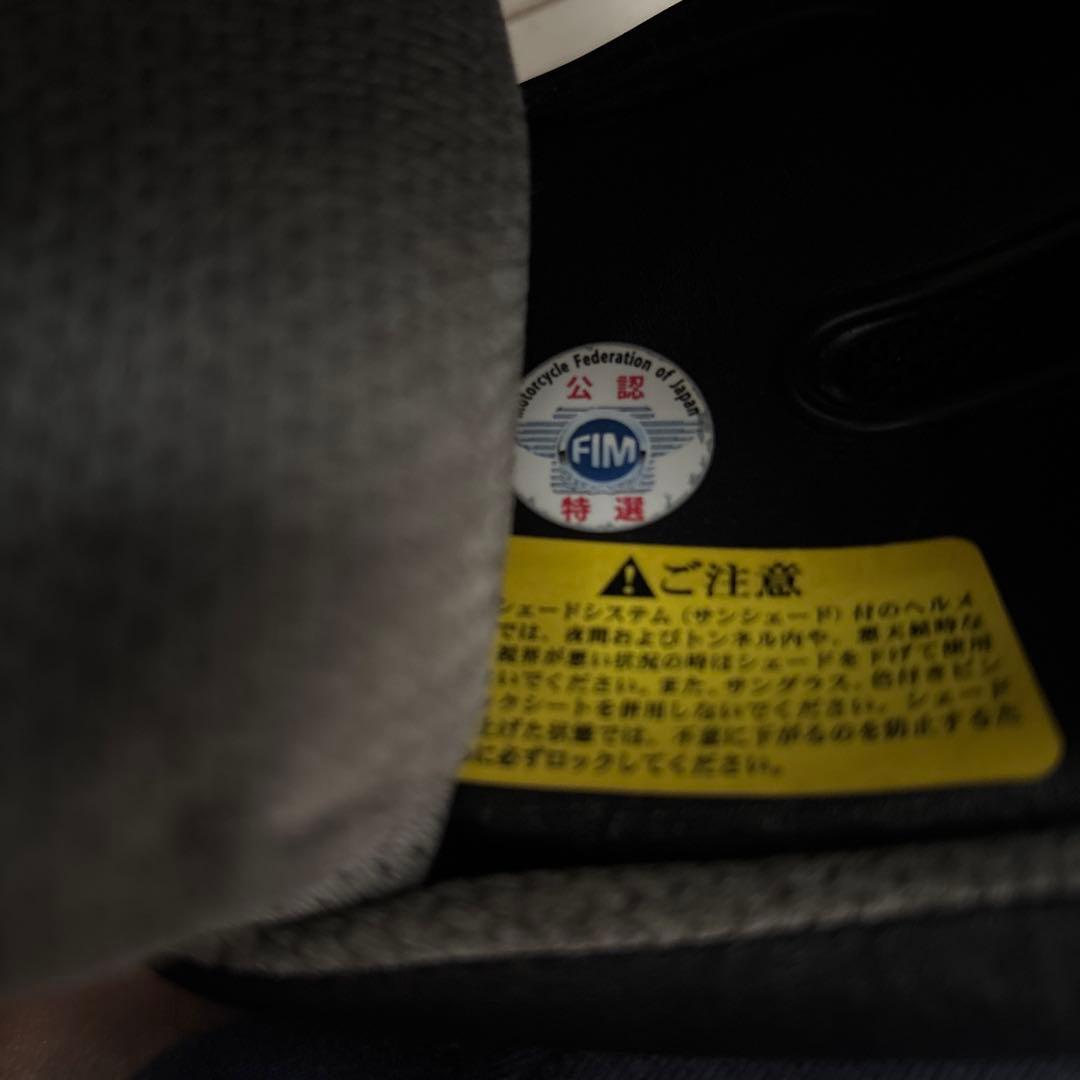 Motorcycle Federation of Japan
公認
FIM
特選
ご注意
シェードシステム（サンシェード）付のヘルメ
では、夜間およびトンネル内や、悪天候時な
視界が悪い状況の時はシェードを下げて使用
いでください。また、サングラス、色付きピン
クシートを併用しないでください。シェード
上げた状態では、不意に下がるのを防止するた
に必ずロックしてください。